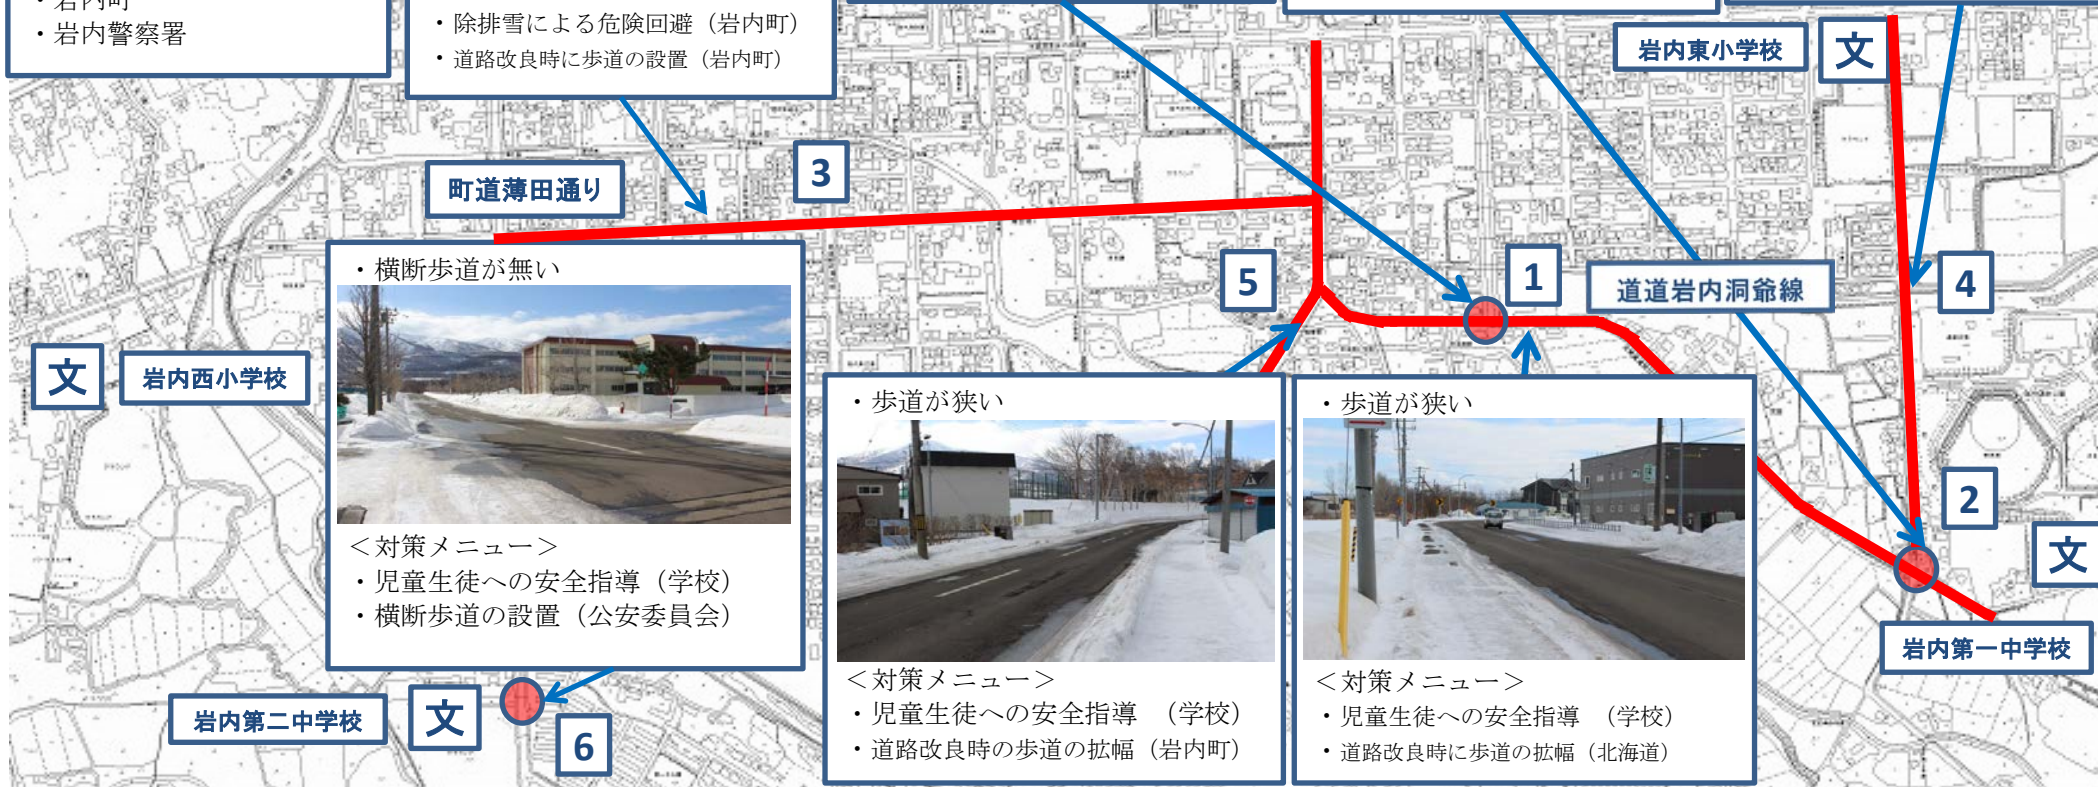 ・岩内町
・岩内警察署
・除排雪による危険回避（岩内町）
・道路改良時に歩道の設置（岩内町）
岩内東小学校
文
3
町道薄田通り
5
1
道道岩内洞爺線
4
・横断歩道が無い
＜対策メニュー＞
・児童生徒への安全指導（学校）
・横断歩道の設置（公安委員会）
文
岩内西小学校
・歩道が狭い
＜対策メニュー＞
・児童生徒への安全指導　（学校）
・道路改良時の歩道の拡幅（岩内町）
・歩道が狭い
＜対策メニュー＞
・児童生徒への安全指導　（学校）
・道路改良時に歩道の拡幅（北海道）
2
文
岩内第一中学校
岩内第二中学校
文
6